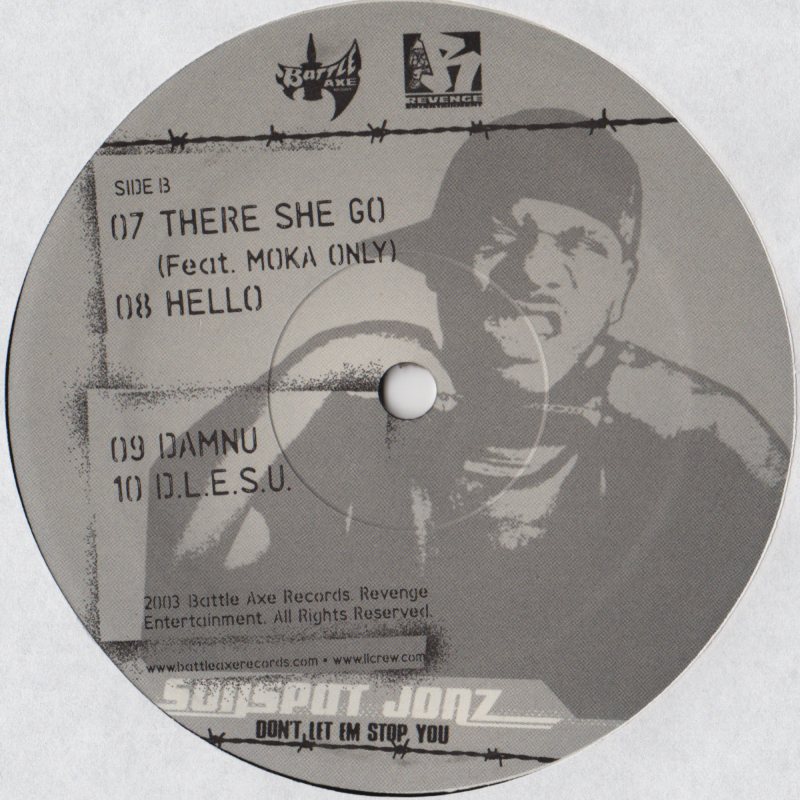 BATTLE
AXE
REVENGE
ENTERTAINMENT
SIDE B
07 THERE SHE GO
(Feat. MOKA ONLY)
08 HELLO
09 DAMNU
10 D.L.E.S.U.
2003 Battle Axe Records. Revenge
Entertainment. All Rights Reserved.
www.battleaxerecords.com • www.llcrew.com
SUNSPOT JONZ
DON'T LET EM STOP YOU